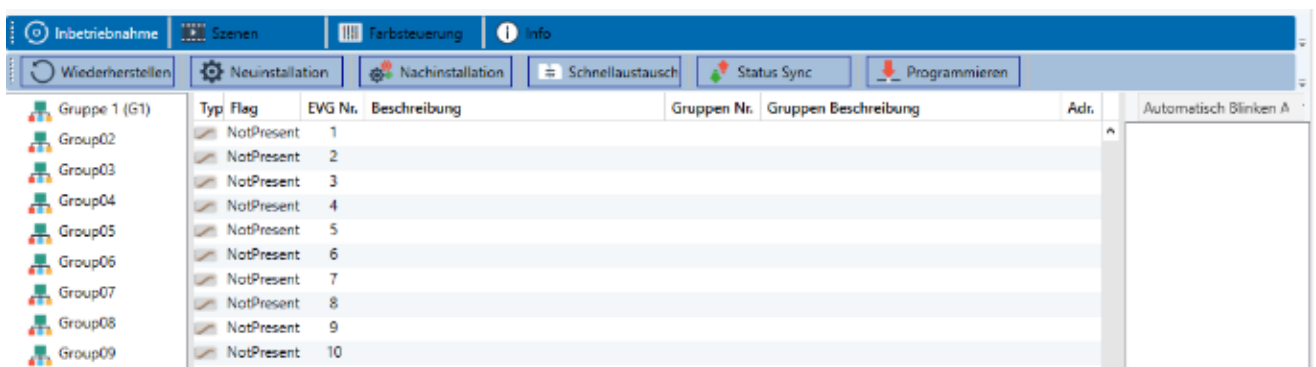 Inbetriebnahme Szenen Farbsteuerung Info
Wiederherstellen Neuinstallation Nachinstallation Schnellaustausch Status Sync Programmieren
Gruppe 1 (G1) Typ Flag EVG Nr. Beschreibung Gruppen Nr. Gruppen Beschreibung Adr. Automatisch Blinken A
NotPresent 1
Group02 NotPresent 2
Group03 NotPresent 3
Group04 NotPresent 4
Group05 NotPresent 5
Group06 NotPresent 6
Group07 NotPresent 7
NotPresent 8
Group08 NotPresent 9
Group09 NotPresent 10